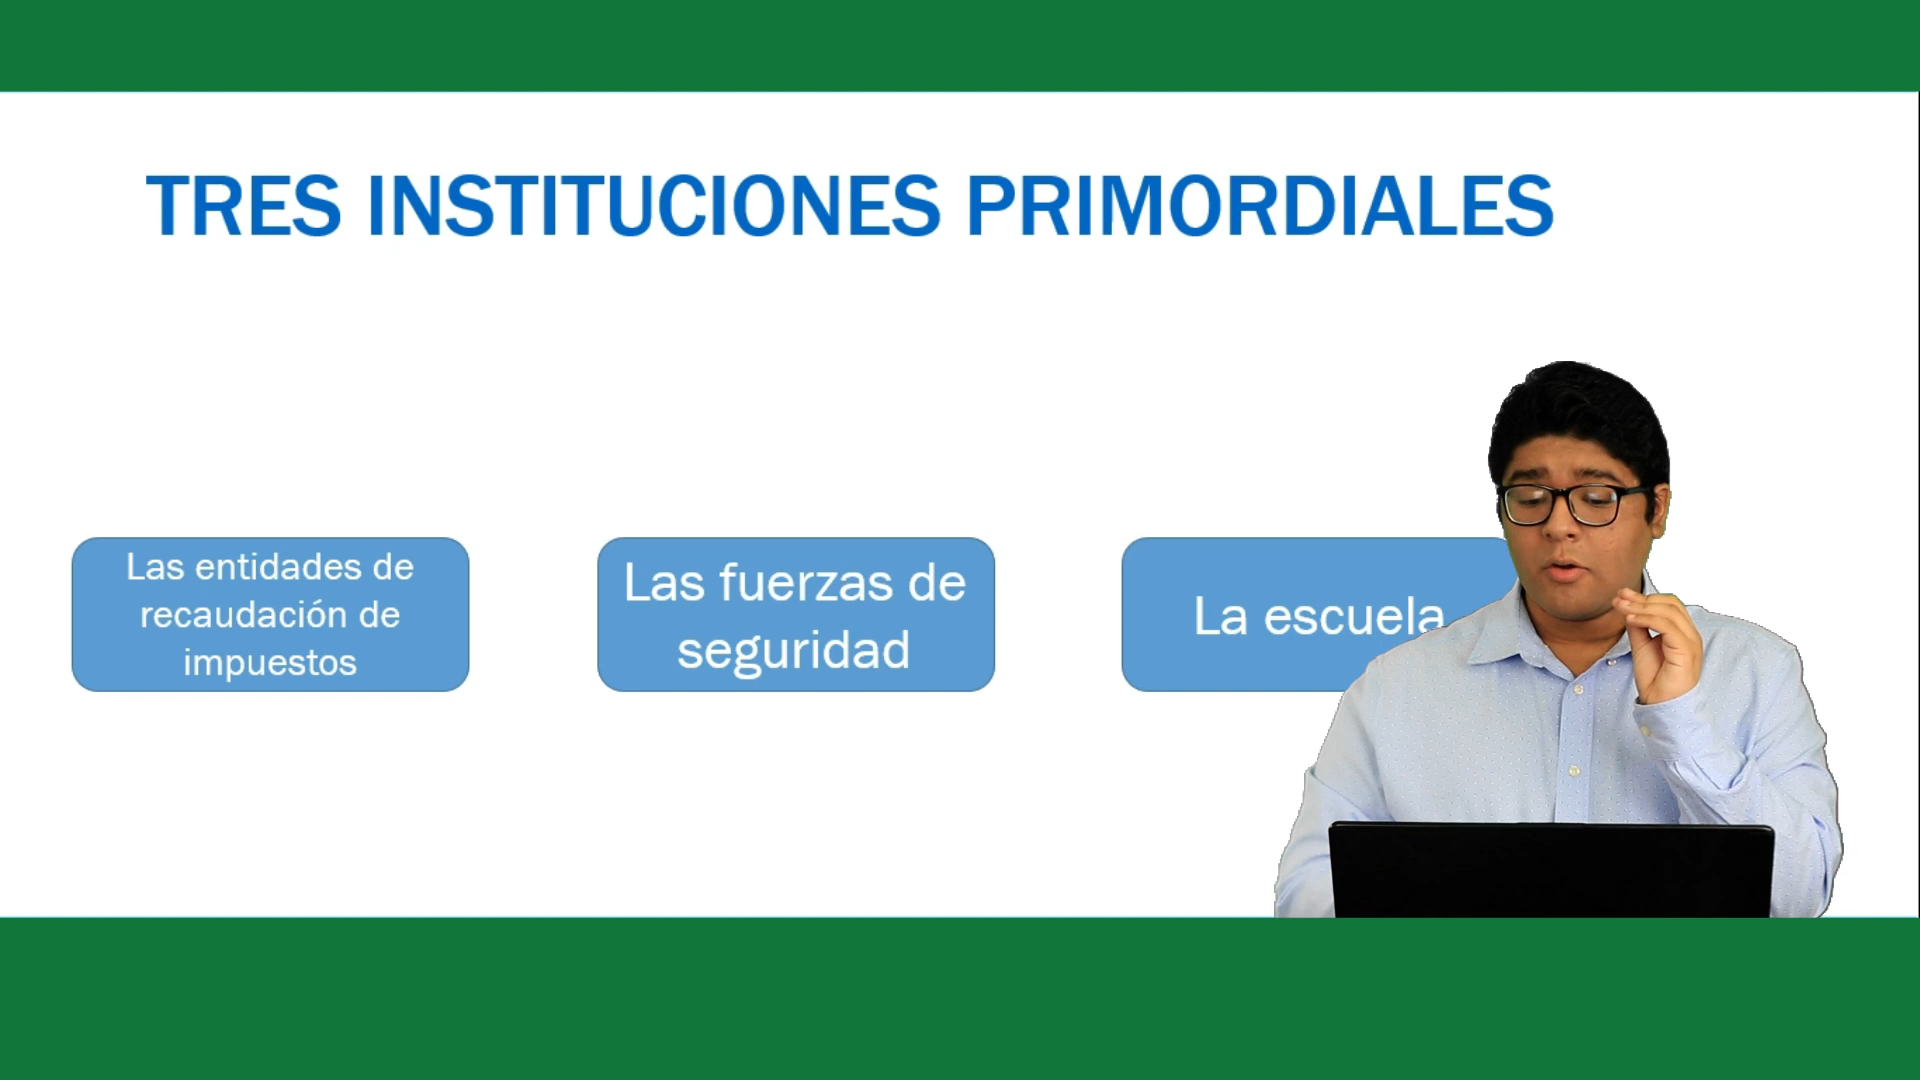 TRES INSTITUCIONES PRIMORDIALES
Las entidades de
recaudación de
impuestos
Las fuerzas de
seguridad
La escuela